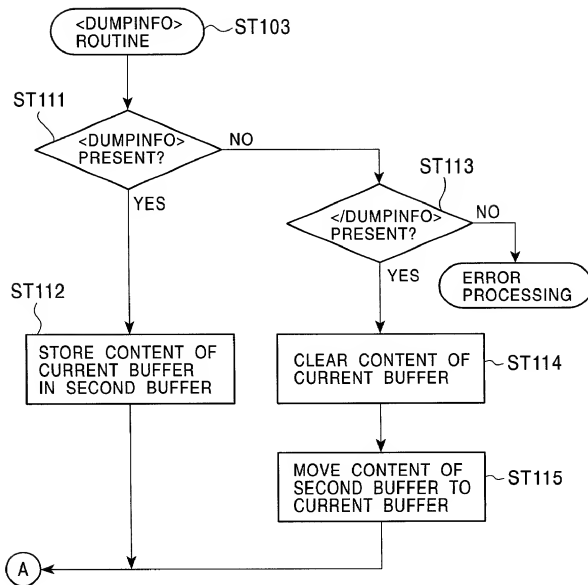 <DUMPINFO>
ROUTINE
ST103
ST111
<DUMPINFO>
PRESENT?
NO
YES
ST113
</DUMPINFO>
PRESENT?
NO
YES
ERROR
PROCESSING
ST112
STORE CONTENT OF
CURRENT BUFFER
IN SECOND BUFFER
CLEAR CONTENT OF
CURRENT BUFFER
ST114
MOVE CONTENT OF
SECOND BUFFER TO
CURRENT BUFFER
ST115
A